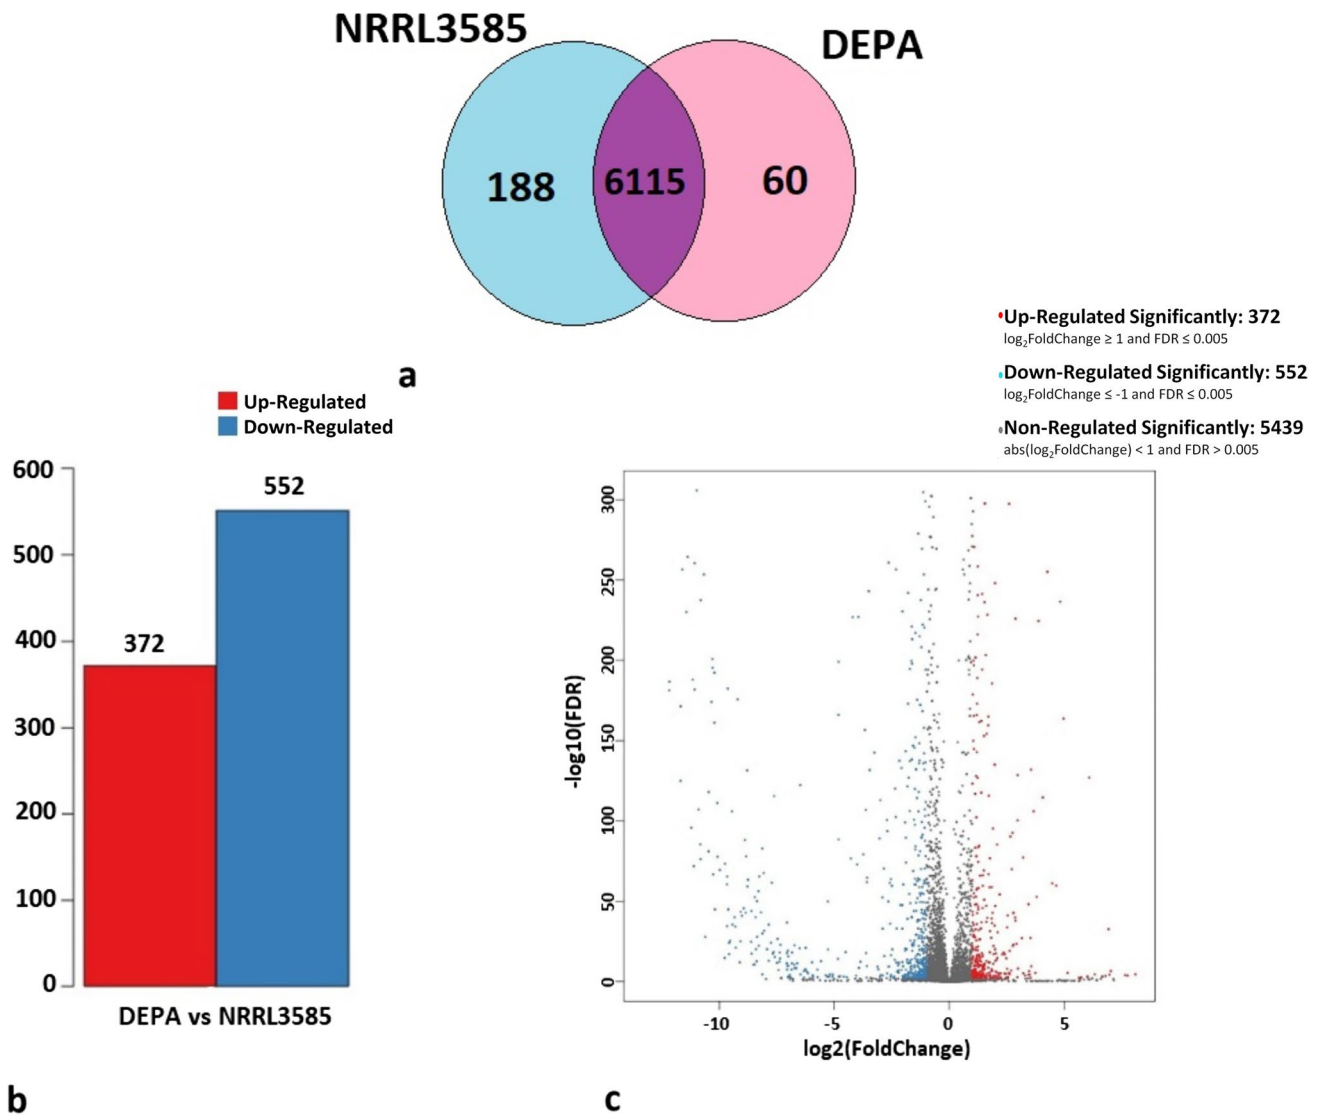 NRRL3585
DEPA
188
6115
60
a
Up-Regulated Significantly: 372
log₂FoldChange ≥ 1 and FDR ≤ 0.005
Down-Regulated Significantly: 552
log₂FoldChange ≤ -1 and FDR ≤ 0.005
Non-Regulated Significantly: 5439
abs(log₂FoldChange) < 1 and FDR > 0.005
Up-Regulated
Down-Regulated
600
500
400
300
200
100
0
372
552
DEPA vs NRRL3585
b
300
250
200
150
100
50
0
-log10(FDR)
-10
-5
0
5
log2(FoldChange)
c